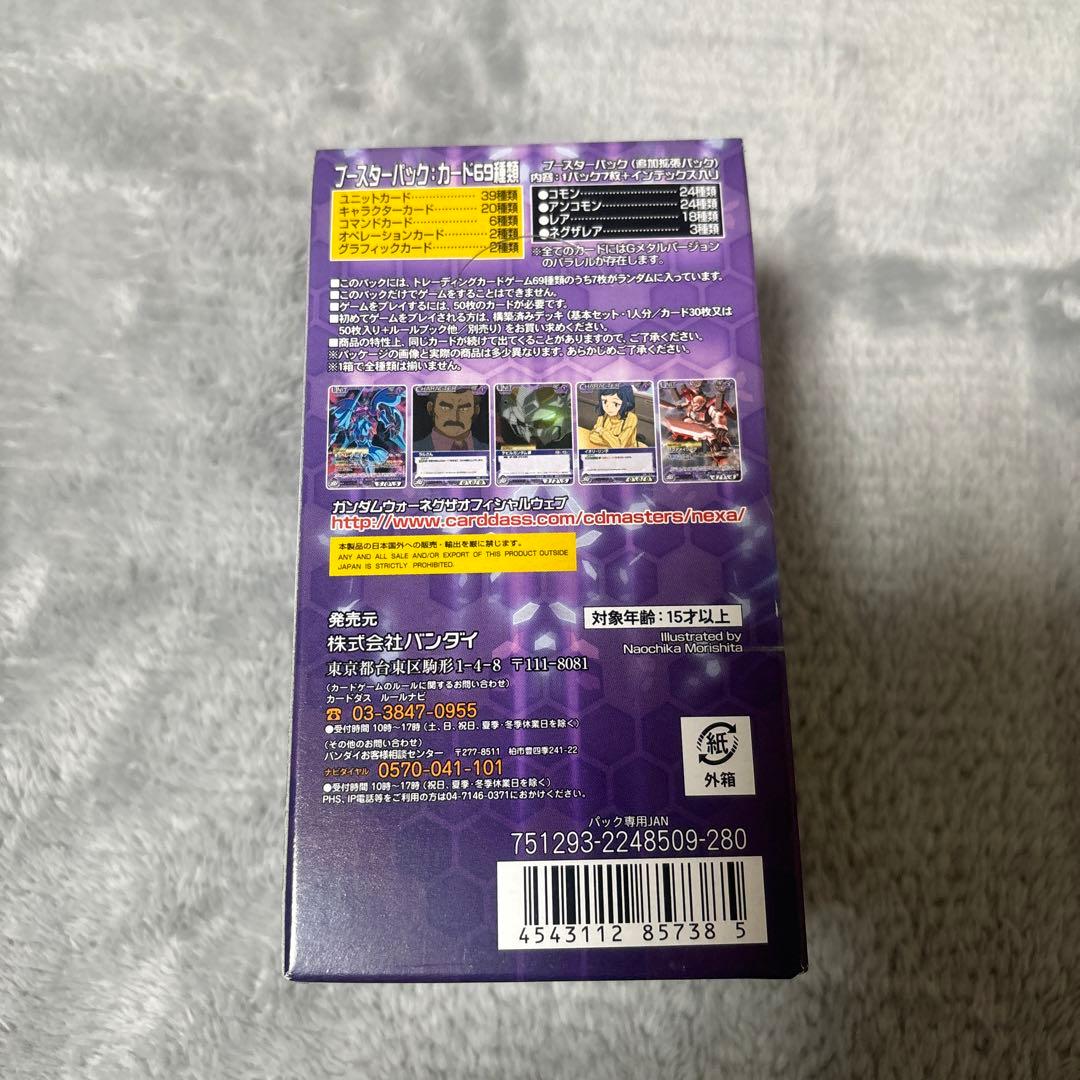 ブースターパック:カード69種類
ユニットカード……………… 39種類
キャラクターカード………… 20種類
コマンドカード……………… 6種類
オペレーションカード……… 2種類
グラフィックカード………… 2種類
ブースターパック (追加拡張パック)
内容:1パック7枚+インデックス入り
●コモン……………………24種類
●アンコモン………………24種類
●レア………………………18種類
●ネグザレア………………3種類
※全てのカードにはGメタルバージョン
のパラレルが存在します。
■このパックには、トレーディングカードゲーム69種類のうち7枚がランダムに入っています。
■このパックだけでゲームをすることはできません。
■ゲームをプレイするには、50枚のカードが必要です。
■初めてゲームをプレイされる方は、構築済みデッキ (基本セット・1人分/カード30枚又は
50枚入り+ルールブック他/別売り) をお買い求めください。
■商品の特性上、同じカードが続けて出てくることがありますので、ご了承ください。
※パッケージの画像と実際の商品は多少異なります。あらかじめご了承ください。
※1箱で全種類は揃いません。
UNIT
CHARACTER
UNIT
CHARACTER
UNIT
ラルさん
イオリ・リン子
ガンダムウォーネグザオフィシャルウェブ
http://www.carddass.com/cdmasters/nexa/
本製品の日本国外への販売・輸出を厳に禁じます。
ANY AND ALL SALE AND/OR EXPORT OF THIS PRODUCT OUTSIDE
JAPAN IS STRICTLY PROHIBITED.
対象年齢:15才以上
Illustrated by
Naochika Morishita
発売元
株式会社バンダイ
東京都台東区駒形1-4-8 〒111-8081
(カードゲームのルールに関するお問い合わせ)
カードダス ルールナビ
☎ 03-3847-0955
●受付時間 10時~17時 (土、日、祝日、夏季・冬季休業日を除く)
(その他のお問い合わせ)
バンダイお客様相談センター 〒277-8511 柏市豊四季241-22
ナビダイヤル 0570-041-101
●受付時間 10時~17時 (祝日、夏季・冬季休業日を除く)
PHS、IP電話等をご利用の方は04-7146-0371におかけください。
紙
外箱
パック専用JAN
751293-2248509-280
4543112 85738 5